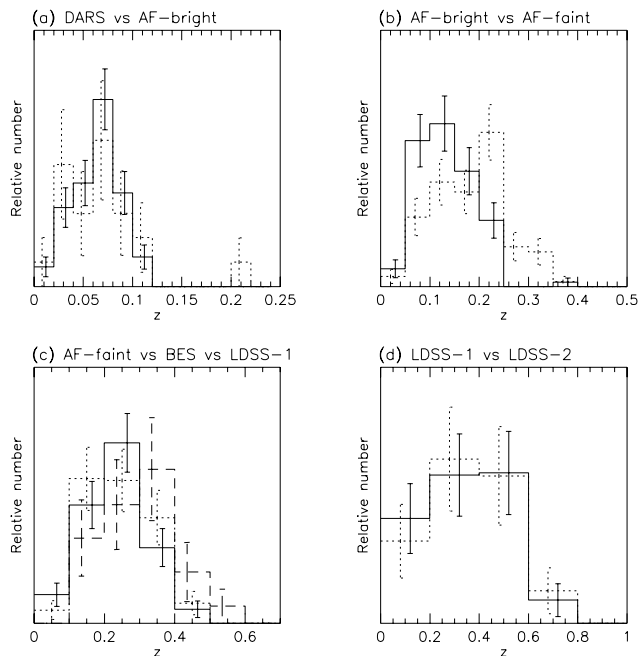 (a) DARS vs AF-bright
Relative number
0 0.05 0.1 0.15 0.2 0.25
z
(b) AF-bright vs AF-faint
Relative number
0 0.1 0.2 0.3 0.4 0.5
z
(c) AF-faint vs BES vs LDSS-1
Relative number
0 0.2 0.4 0.6
z
(d) LDSS-1 vs LDSS-2
Relative number
0 0.2 0.4 0.6 0.8 1
z